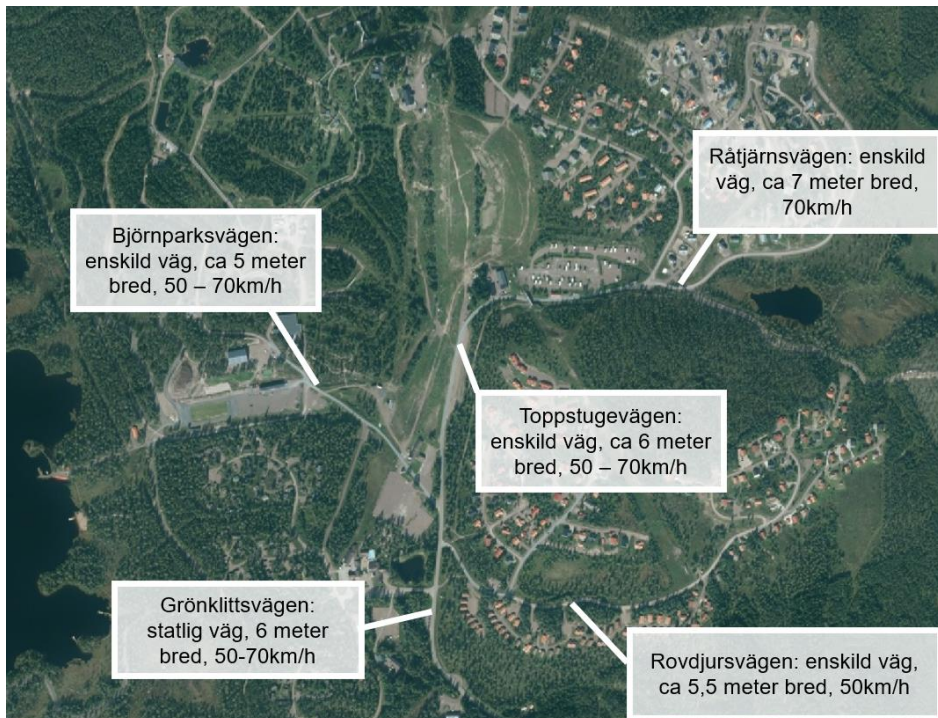 Råtjärnsvägen: enskild
väg, ca 7 meter bred,
70km/h
Björnparksvägen:
enskild väg, ca 5 meter
bred, 50 – 70km/h
Toppstugevägen:
enskild väg, ca 6 meter
bred, 50 – 70km/h
Grönklittsvägen:
statlig väg, 6 meter
bred, 50-70km/h
Rovdjursvägen: enskild väg,
ca 5,5 meter bred, 50km/h